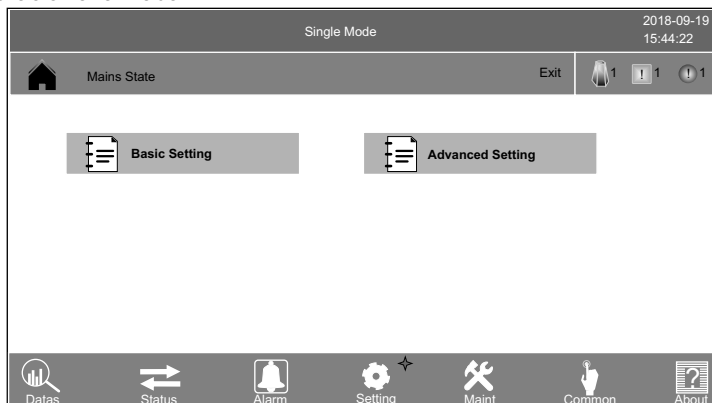 Single Mode
2018-09-19
15:44:22
Mains State
Exit
1
! 1
! 1
Basic Setting
Advanced Setting
Datas
Status
Alarm
Setting
Maint
Common
? About